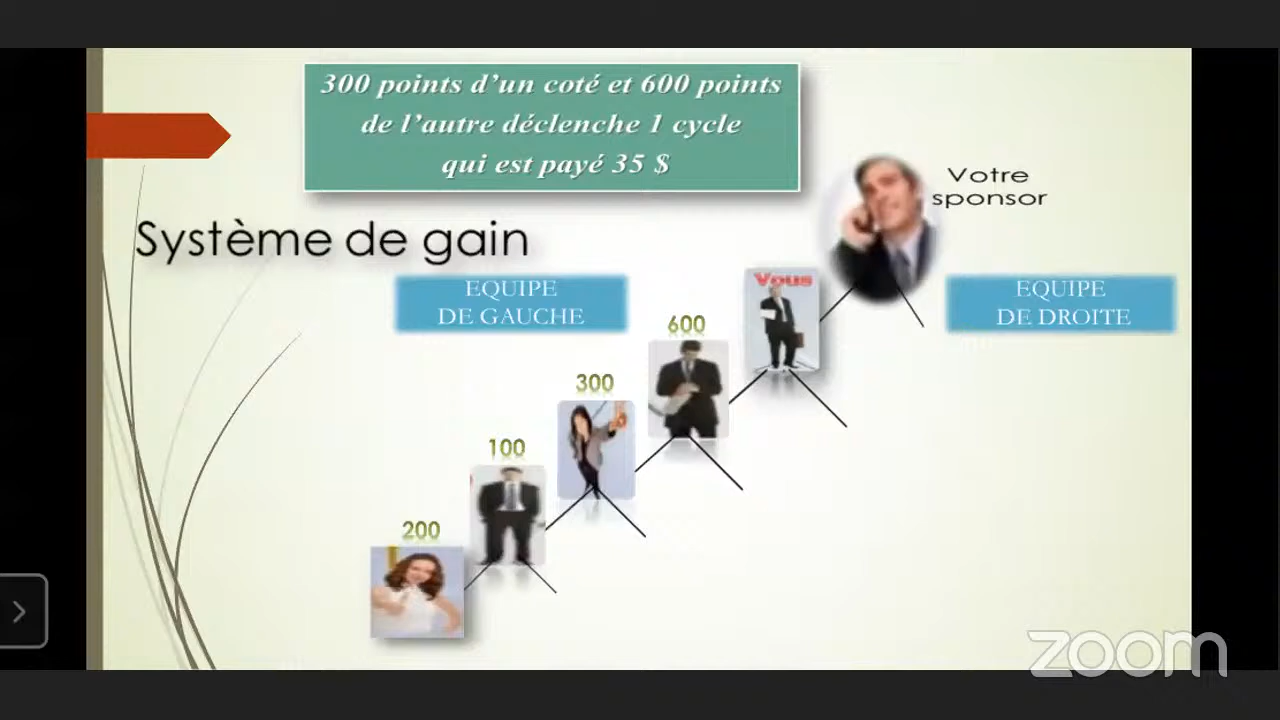 300 points d'un coté et 600 points
de l'autre déclenche 1 cycle
qui est payé 35 $
Votre
sponsor
Système de gain
EQUIPE
DE GAUCHE
Vous
EQUIPE
DE DROITE
600
300
100
200
zoom